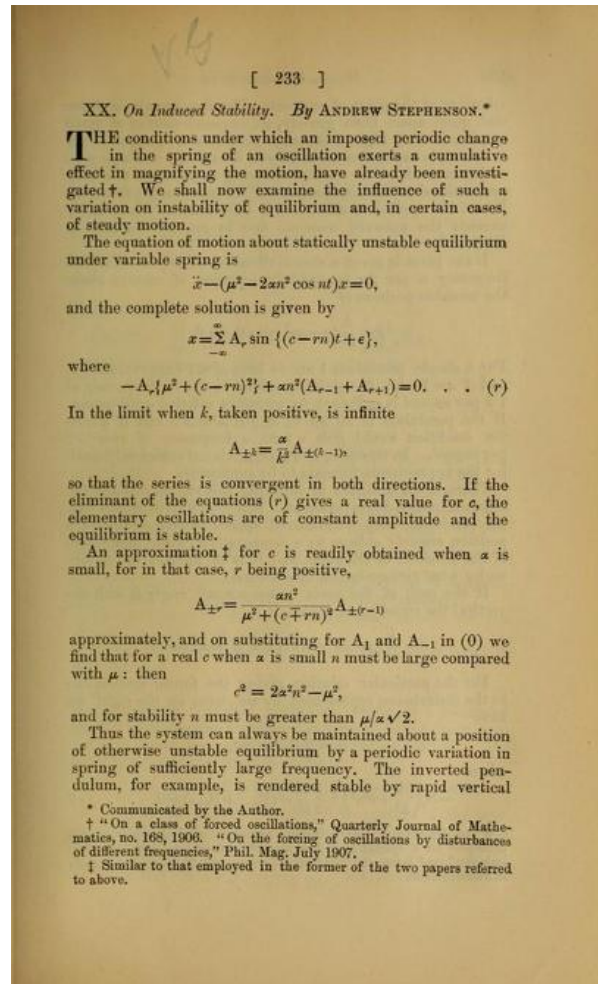 [ 233 ]
XX. On Induced Stability. By ANDREW STEPHENSON.*
THE conditions under which an imposed periodic change
in the spring of an oscillation exerts a cumulative
effect in magnifying the motion, have already been investi-
gated †. We shall now examine the influence of such a
variation on instability of equilibrium and, in certain cases,
of steady motion.
The equation of motion about statically unstable equilibrium
under variable spring is
ẍ−(μ²−2αn² cos nt)x=0,
and the complete solution is given by
x=Σ A_r sin {(c−rn)t+ε},
∞
−∞
where
−A_r{μ²+(c−rn)²}+αn²(A_{r−1}+A_{r+1})=0. . . (r)
In the limit when k, taken positive, is infinite
A_{±k}= α/k² A_{±(k−1)},
so that the series is convergent in both directions. If the
eliminant of the equations (r) gives a real value for c, the
elementary oscillations are of constant amplitude and the
equilibrium is stable.
An approximation ‡ for c is readily obtained when α is
small, for in that case, r being positive,
A_{±r}= αn²/(μ²+(c∓rn)²) A_{±(r−1)}
approximately, and on substituting for A₁ and A₋₁ in (0) we
find that for a real c when α is small n must be large compared
with μ : then
c² = 2α²n²−μ²,
and for stability n must be greater than μ/α√2.
Thus the system can always be maintained about a position
of otherwise unstable equilibrium by a periodic variation in
spring of sufficiently large frequency. The inverted pen-
dulum, for example, is rendered stable by rapid vertical
* Communicated by the Author.
† "On a class of forced oscillations," Quarterly Journal of Mathe-
matics, no. 168, 1906. "On the forcing of oscillations by disturbances
of different frequencies," Phil. Mag. July 1907.
‡ Similar to that employed in the former of the two papers referred
to above.